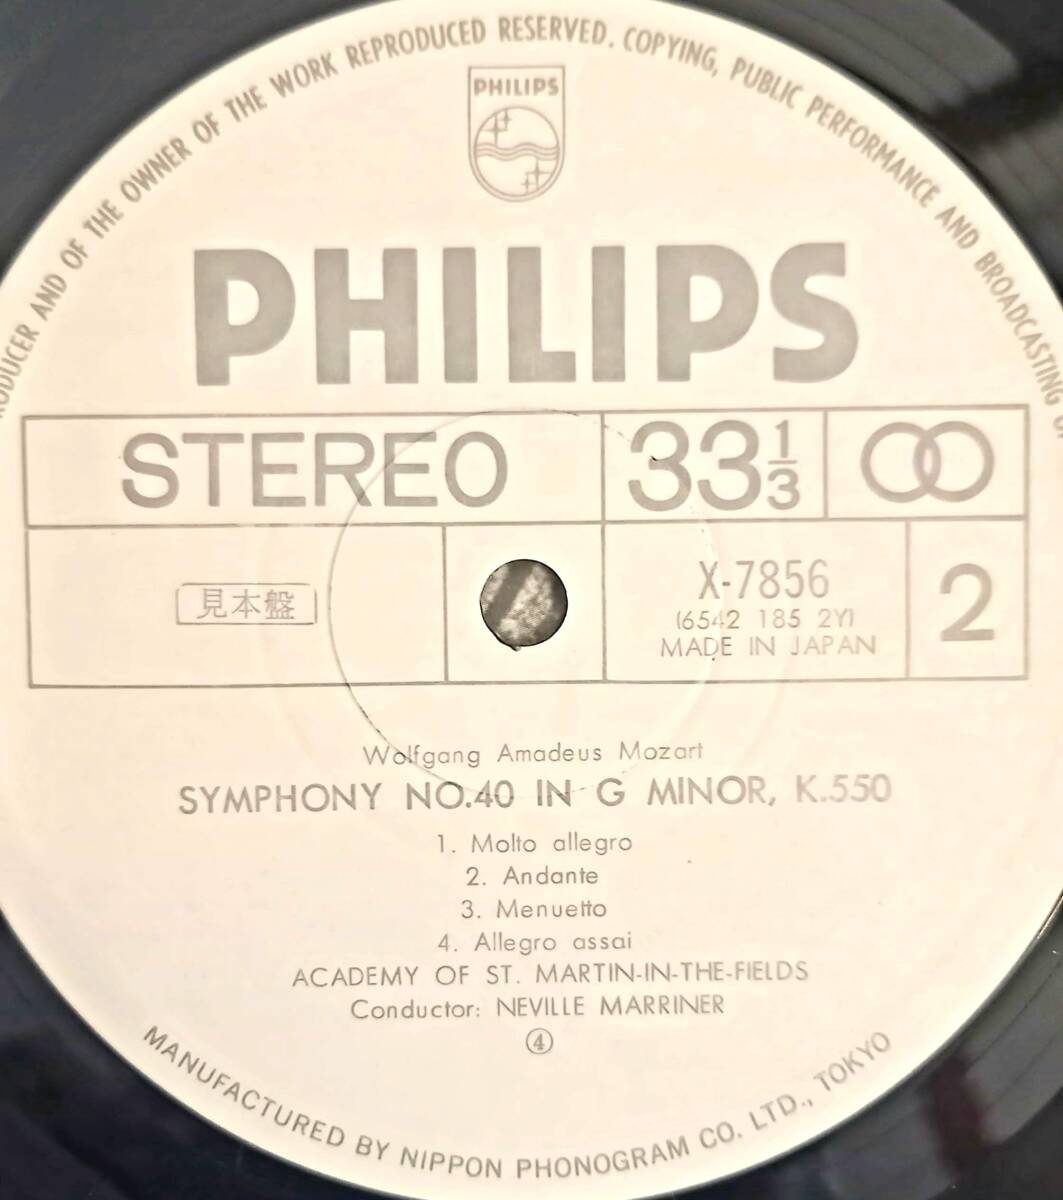 RODUCER AND OF THE OWNER OF THE WORK REPRODUCED RESERVED. COPYING, PUBLIC PERFORMANCE AND BROADCASTING
PHILIPS
PHILIPS
STEREO
33 1/3
見本盤
X-7856
(6542 185 2Y)
MADE IN JAPAN
2
Wolfgang Amadeus Mozart
SYMPHONY NO.40 IN G MINOR, K.550
1. Molto allegro
2. Andante
3. Menuetto
4. Allegro assai
ACADEMY OF ST. MARTIN-IN-THE-FIELDS
Conductor: NEVILLE MARRINER
④
MANUFACTURED BY NIPPON PHONOGRAM CO. LTD., TOKYO